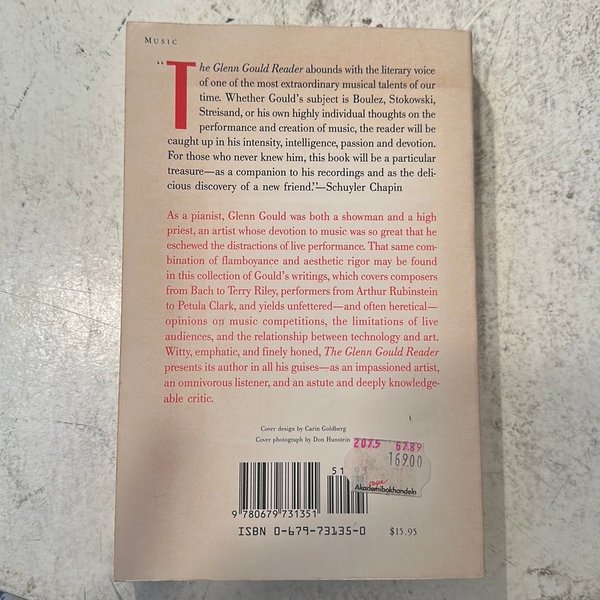 MUSIC
"The Glenn Gould Reader abounds with the literary voice
of one of the most extraordinary musical talents of our
time. Whether Gould's subject is Boulez, Stokowski,
Streisand, or his own highly individual thoughts on the
performance and creation of music, the reader will be
caught up in his intensity, intelligence, passion and devotion.
For those who never knew him, this book will be a particular
treasure—as a companion to his recordings and as the deli-
cious discovery of a new friend."—Schuyler Chapin
As a pianist, Glenn Gould was both a showman and a high
priest, an artist whose devotion to music was so great that he
eschewed the distractions of live performance. That same com-
bination of flamboyance and aesthetic rigor may be found
in this collection of Gould's writings, which covers composers
from Bach to Terry Riley, performers from Arthur Rubinstein
to Petula Clark, and yields unfettered—and often heretical—
opinions on music competitions, the limitations of live
audiences, and the relationship between technology and art.
Witty, emphatic, and finely honed, The Glenn Gould Reader
presents its author in all his guises—as an impassioned artist,
an omnivorous listener, and an astute and deeply knowledge-
able critic.
Cover design by Carin Goldberg
Cover photograph by Don Hunstein
2075 6789
169.00
Akademibokhandeln
9 780679 731351
ISBN 0-679-73135-0
$15.95